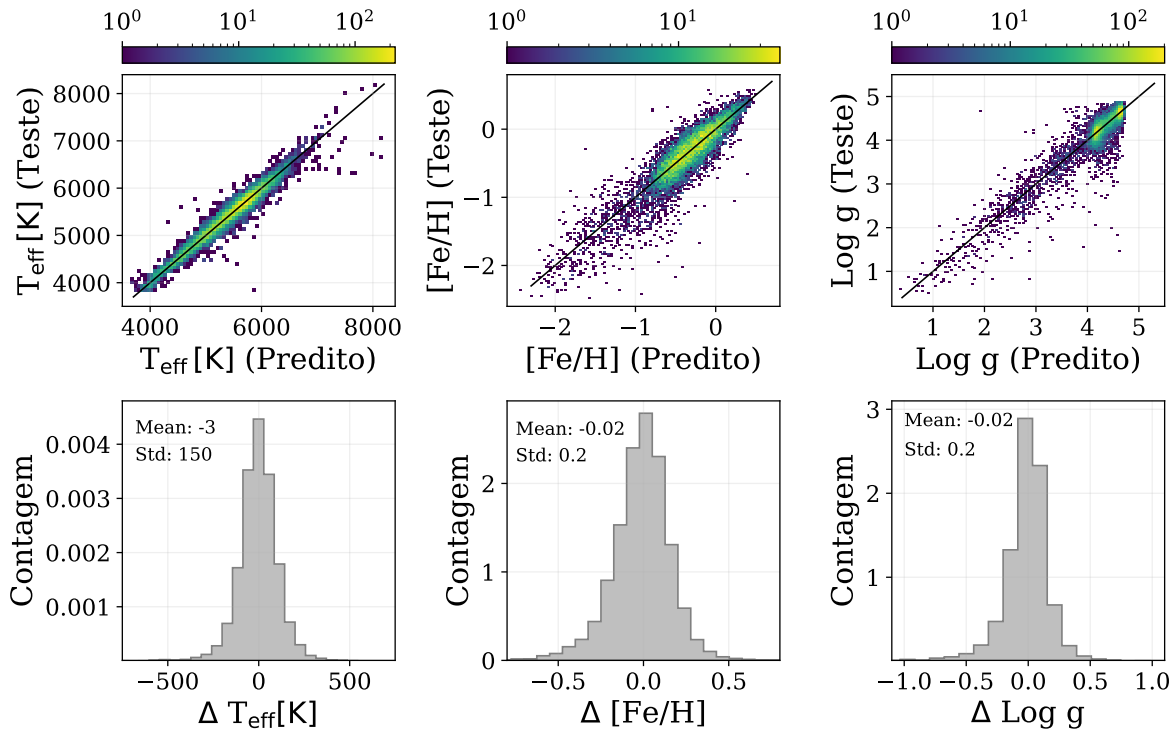 10⁰ 10¹ 10²
10⁰ 10¹
10⁰ 10¹ 10²
T_eff [K] (Teste)
8000
7000
6000
5000
4000
4000 6000 8000
T_eff [K] (Predito)
[Fe/H] (Teste)
0
−1
−2
−2 −1 0
[Fe/H] (Predito)
Log g (Teste)
5
4
3
2
1
1 2 3 4 5
Log g (Predito)
Contagem
Mean: -3
Std: 150
0.004
0.003
0.002
0.001
−500 0 500
Δ T_eff[K]
Contagem
Mean: -0.02
Std: 0.2
2
1
0
−0.5 0.0 0.5
Δ [Fe/H]
Contagem
Mean: -0.02
Std: 0.2
3
2
1
−1.0 −0.5 0.0 0.5 1.0
Δ Log g